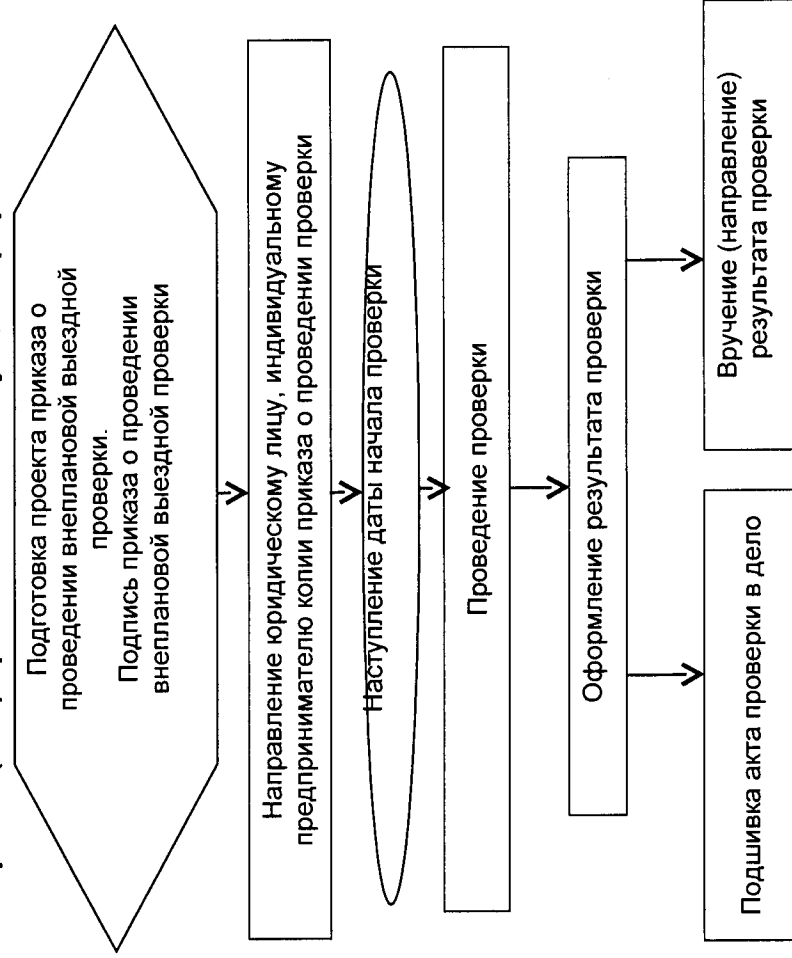 Подготовка проекта приказа о
проведении внеплановой выездной
проверки.
Подпись приказа о проведении
внеплановой выездной проверки
Направление юридическому лицу, индивидуальному
предпринимателю копии приказа о проведении проверки
Наступление даты начала проверки
Проведение проверки
Оформление результата проверки
Подшивка акта проверки в дело
Вручение (направление)
результата проверки